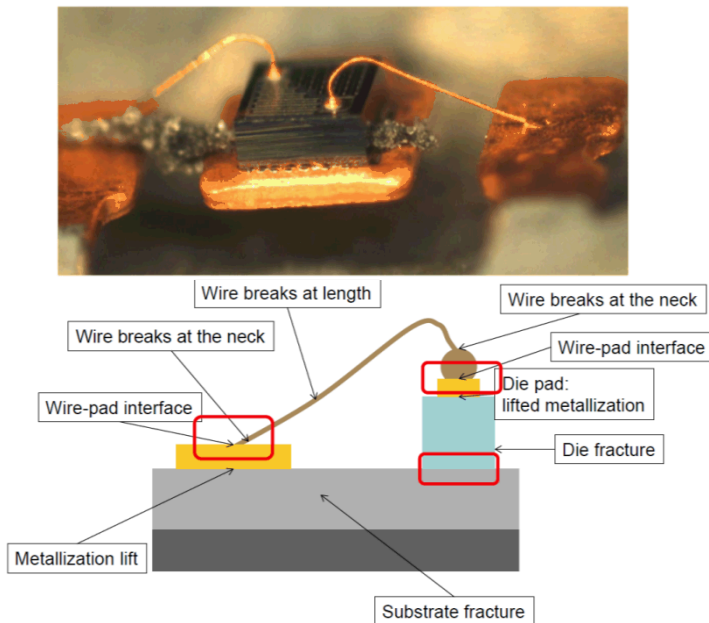 Wire breaks at length
Wire breaks at the neck
Wire breaks at the neck
Wire-pad interface
Wire-pad interface
Die pad:
lifted metallization
Die fracture
Metallization lift
Substrate fracture